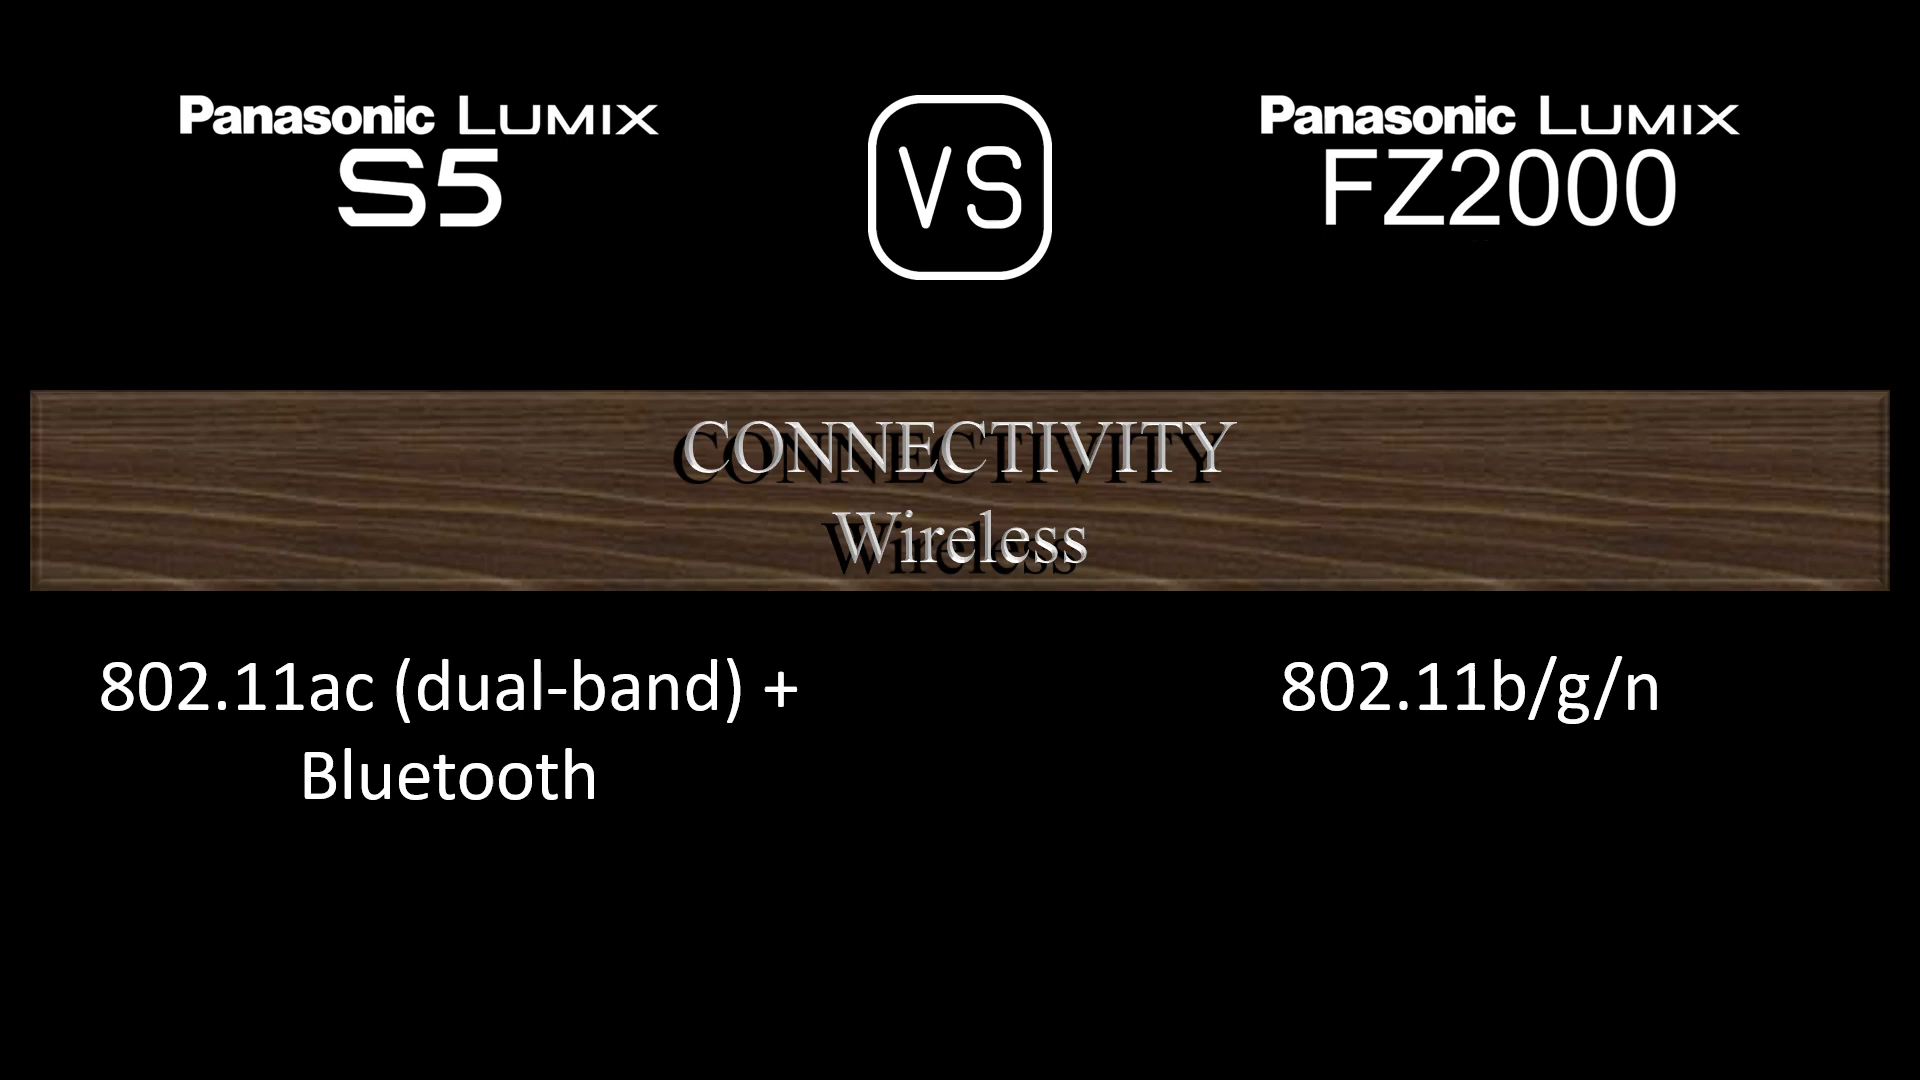 Panasonic LUMIX
S5
VS
Panasonic LUMIX
FZ2000
CONNECTIVITY
Wireless
802.11ac (dual-band) +
Bluetooth
802.11b/g/n